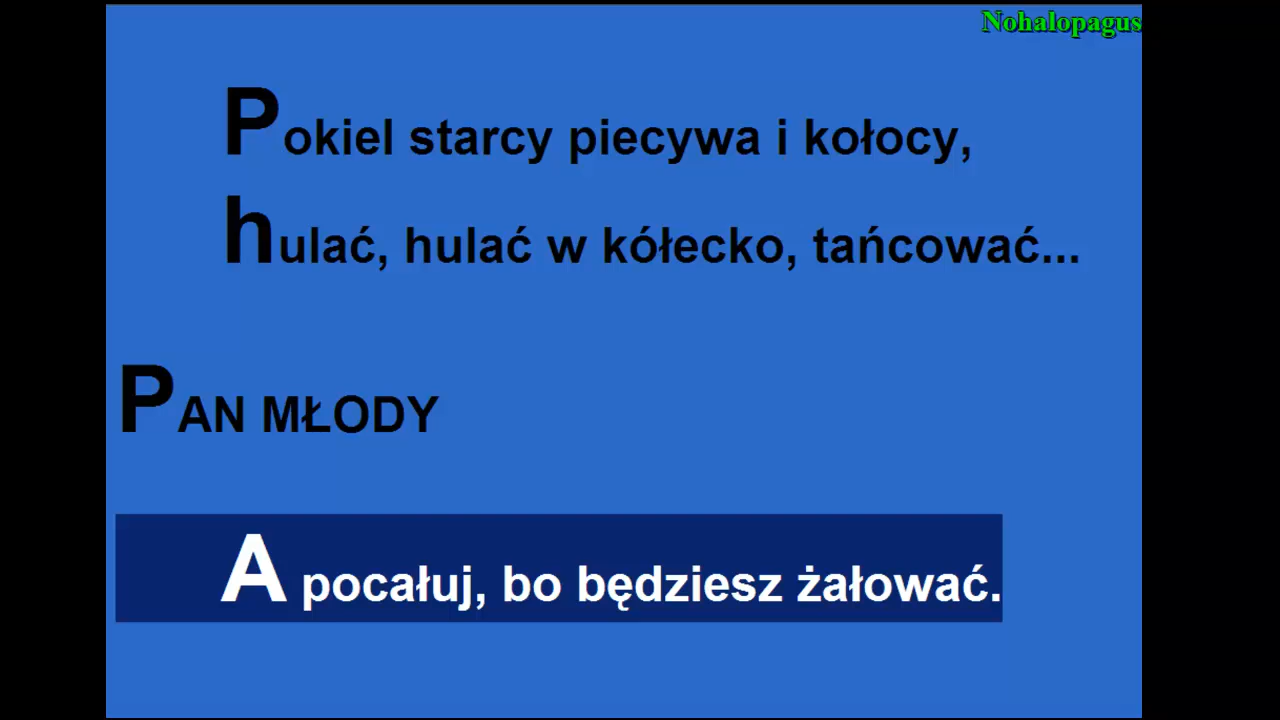 Nohalopagus
Pokiel starcy piecywa i kołocy,
hulać, hulać w kółecko, tańcować...
PAN MŁODY
A pocałuj, bo będziesz żałować.